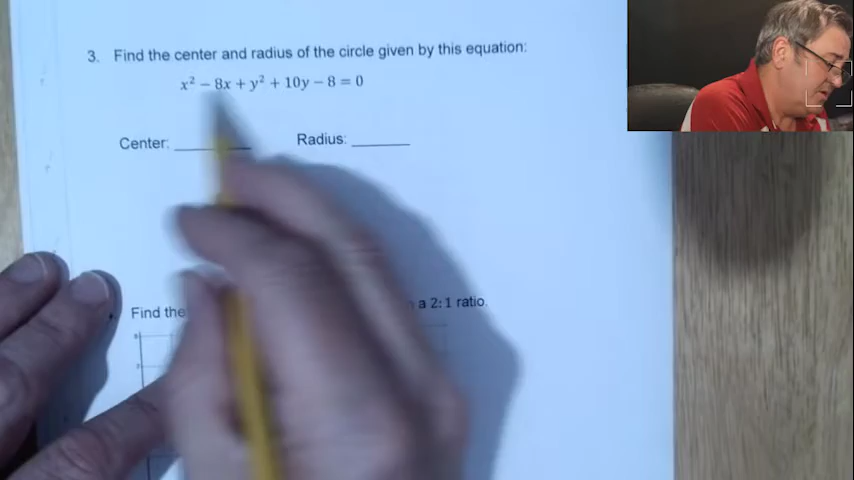 3. Find the center and radius of the circle given by this equation:
x² − 8x + y² + 10y − 8 = 0
Center: ________ Radius: ______
Find the a 2:1 ratio.